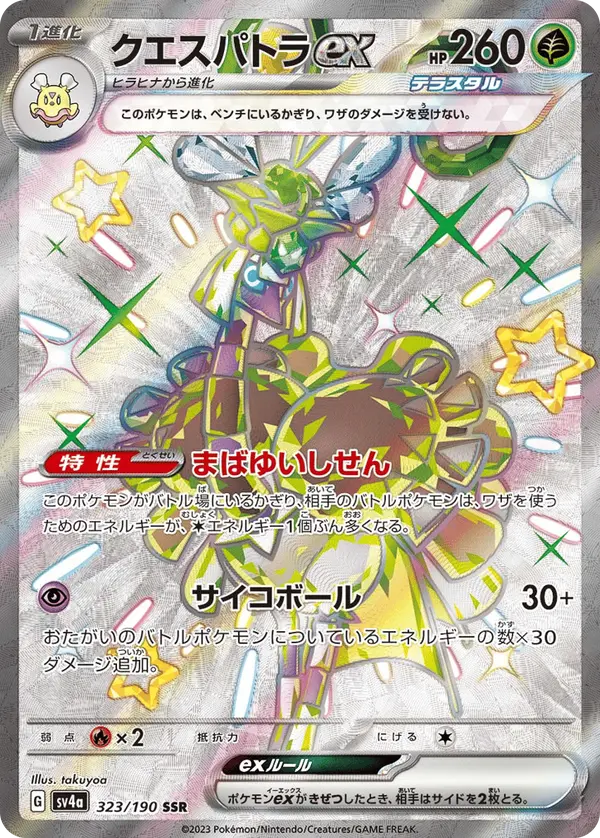 1進化
クエスパトラex
HP260
ヒラヒナから進化
テラスタル
このポケモンは、ベンチにいるかぎり、ワザのダメージを受けない。
特性 まばゆいしせん
このポケモンがバトル場にいるかぎり、相手のバトルポケモンは、ワザを使う
ためのエネルギーが、エネルギー1個ぶん多くなる。
サイコボール 30+
おたがいのバトルポケモンについているエネルギーの数×30
ダメージ追加。
弱点 ×2 抵抗力 にげる
Illus. takuyoa
exルール
G sv4a 323/190 SSR
ポケモンexがきぜつしたとき、相手はサイドを2枚とる。
©2023 Pokémon/Nintendo/Creatures/GAME FREAK.